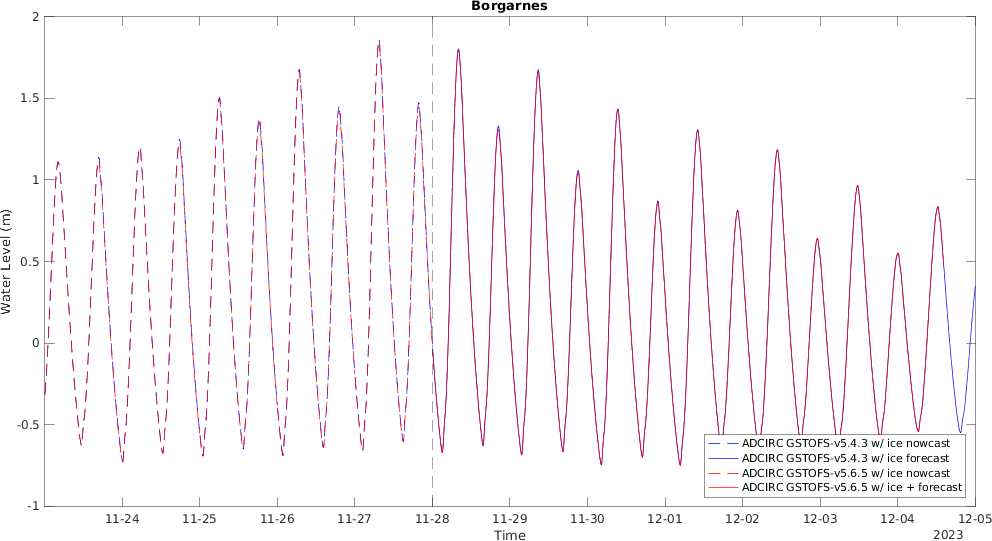 Borgarnes
2
1.5
1
0.5
0
-0.5
-1
Water Level (m)
11-24 11-25 11-26 11-27 11-28 11-29 11-30 12-01 12-02 12-03 12-04 12-05
Time
2023
ADCIRC GSTOFS-v5.4.3 w/ ice nowcast
ADCIRC GSTOFS-v5.4.3 w/ ice forecast
ADCIRC GSTOFS-v5.6.5 w/ ice nowcast
ADCIRC GSTOFS-v5.6.5 w/ ice + forecast